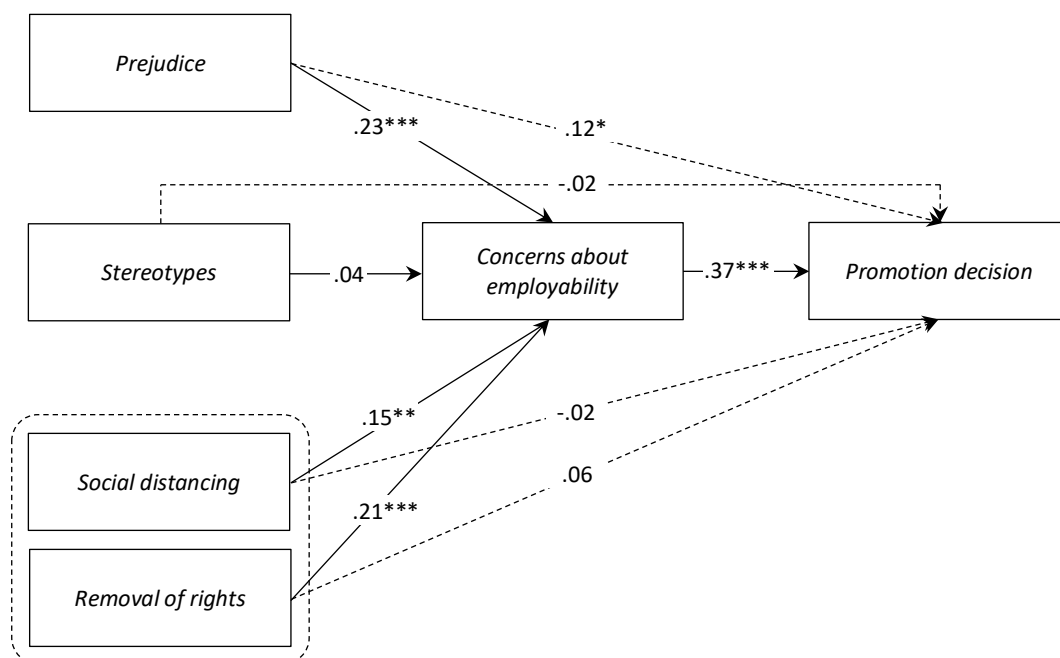 Prejudice
.23***
.12*
-.02
Stereotypes
.04
Concerns about
employability
.37***
Promotion decision
.15**
-.02
Social distancing
.06
.21***
Removal of rights